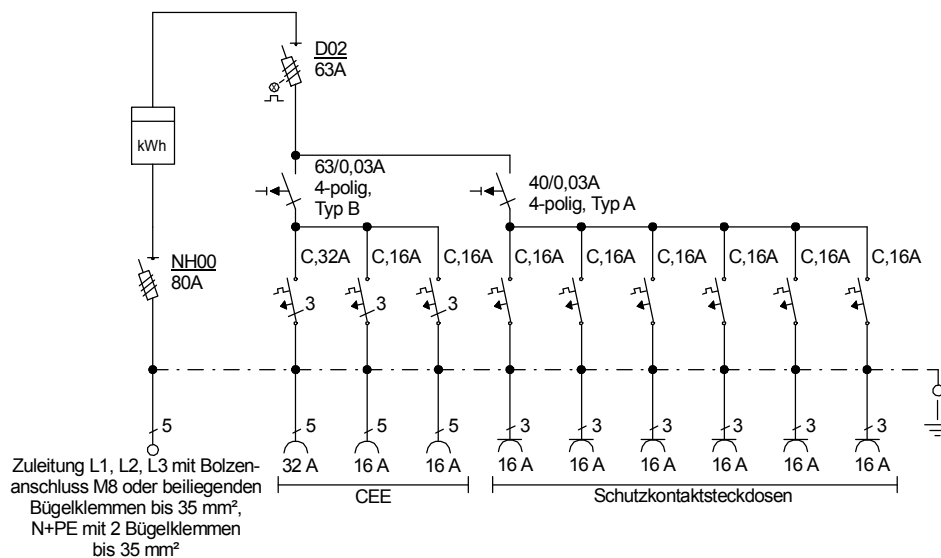 D02
63A
kWh
63/0,03A
4-polig,
Typ B
40/0,03A
4-polig, Typ A
NH00
80A
C,32A C,16A C,16A C,16A C,16A C,16A C,16A C,16A C,16A
3 3 3
5 5 5 5 3 3 3 3 3 3
32 A 16 A 16 A 16 A 16 A 16 A 16 A 16 A 16 A
CEE Schutzkontaktsteckdosen
Zuleitung L1, L2, L3 mit Bolzen-
anschluss M8 oder beiliegenden
Bügelklemmen bis 35 mm²,
N+PE mit 2 Bügelklemmen
bis 35 mm²